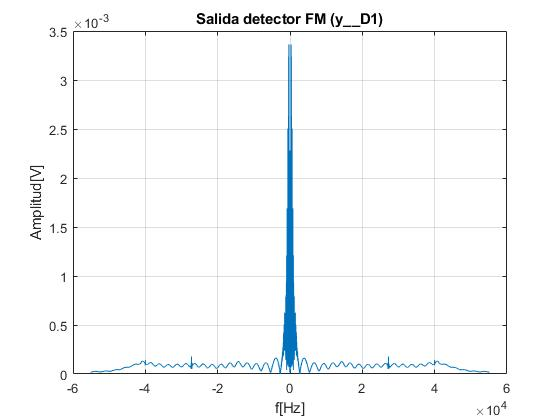 Salida detector FM (y__D1)
×10⁻³
3.5
3
2.5
2
1.5
1
0.5
0
Amplitud[V]
-6 -4 -2 0 2 4 6
×10⁴
f[Hz]